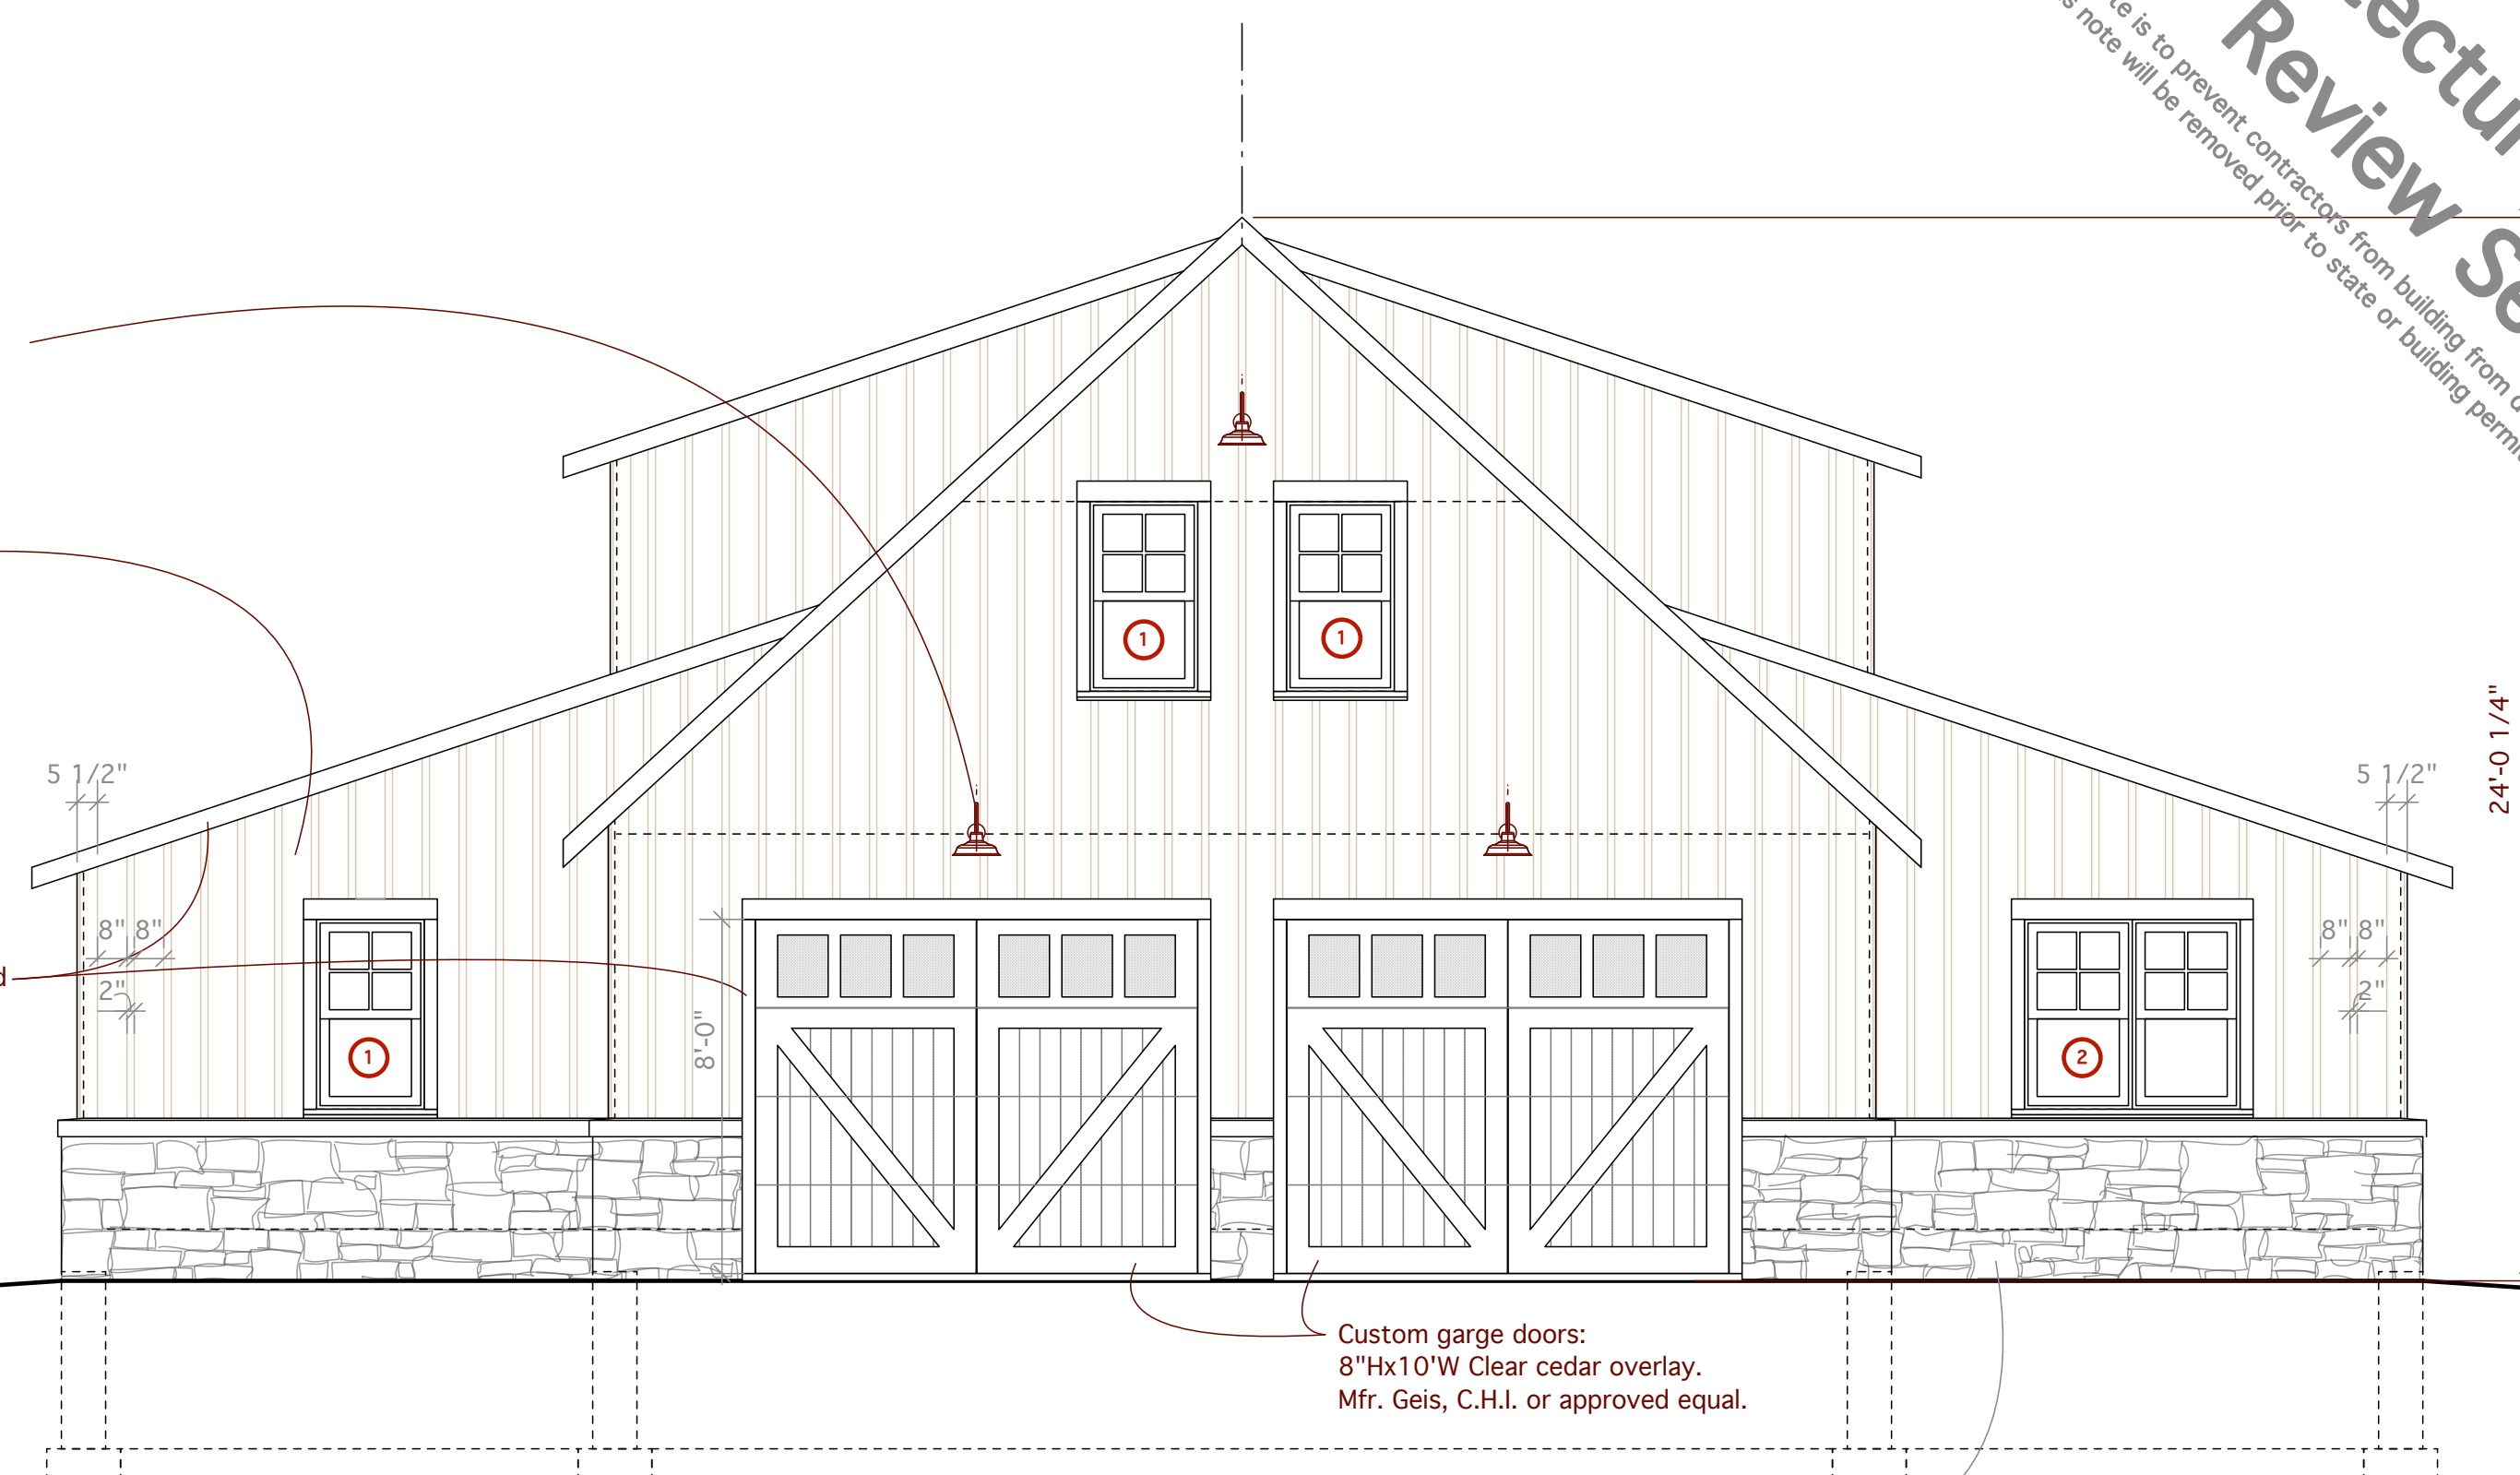 Review
1
1
5 1/2"
5 1/2"
24'-0 1/4"
8" 8"
8" 8"
2"
2"
8'-0"
1
2
Custom garge doors:
8"Hx10'W Clear cedar overlay.
Mfr. Geis, C.H.I. or approved equal.
is to prevent contractors from building from
note will be removed prior to state or building